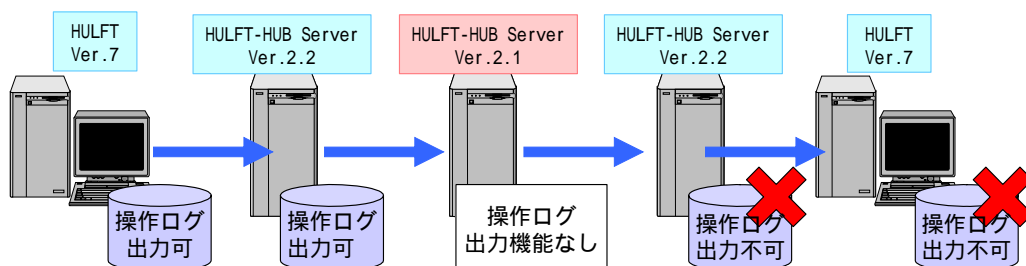 HULFT
Ver.7
HULFT-HUB Server
Ver.2.2
HULFT-HUB Server
Ver.2.1
HULFT-HUB Server
Ver.2.2
HULFT
Ver.7
操作ログ
出力可
操作ログ
出力可
操作ログ
出力機能なし
操作ログ
出力不可
操作ログ
出力不可